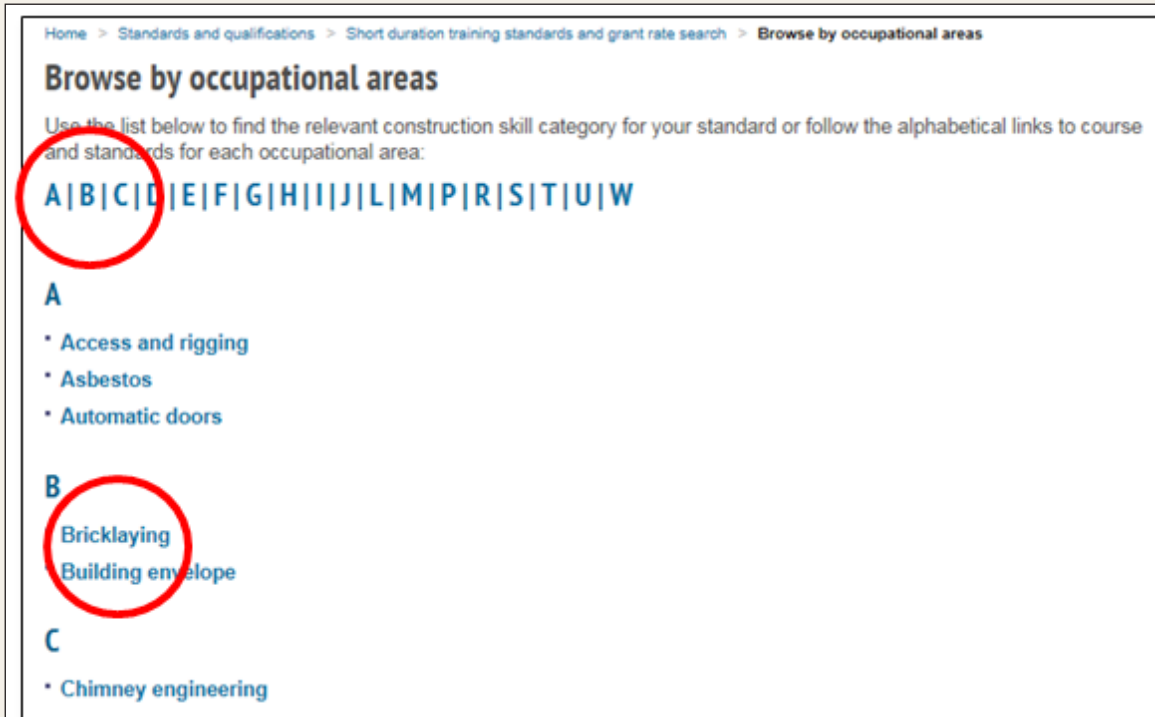 Home > Standards and qualifications > Short duration training standards and grant rate search > Browse by occupational areas
Browse by occupational areas
Use the list below to find the relevant construction skill category for your standard or follow the alphabetical links to course
and standards for each occupational area:
A|B|C|D|E|F|G|H|I|J|L|M|P|R|S|T|U|W
A
• Access and rigging
• Asbestos
• Automatic doors
B
Bricklaying
• Building envelope
C
• Chimney engineering